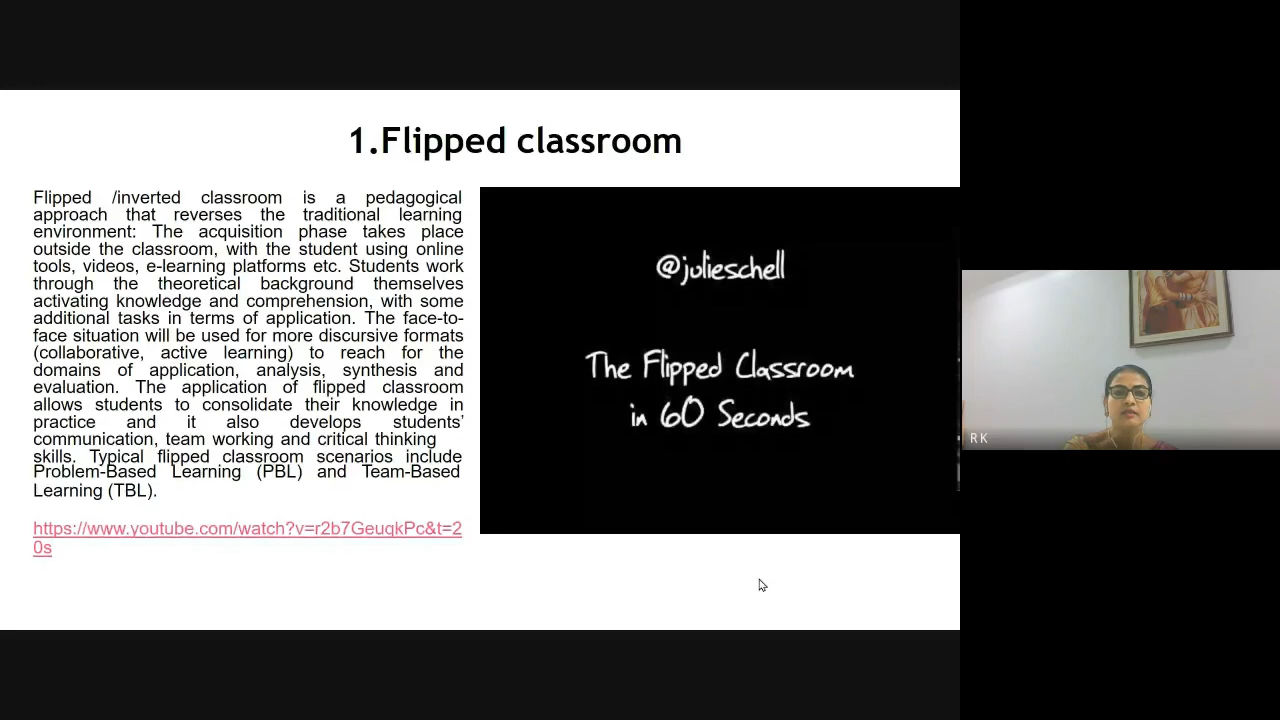 1.Flipped classroom
Flipped /inverted classroom is a pedagogical
approach that reverses the traditional learning
environment: The acquisition phase takes place
outside the classroom, with the student using online
tools, videos, e-learning platforms etc. Students work
through the theoretical background themselves
activating knowledge and comprehension, with some
additional tasks in terms of application. The face-to-
face situation will be used for more discursive formats
(collaborative, active learning) to reach for the
domains of application, analysis, synthesis and
evaluation. The application of flipped classroom
allows students to consolidate their knowledge in
practice and it also develops students'
communication, team working and critical thinking
skills. Typical flipped classroom scenarios include
Problem-Based Learning (PBL) and Team-Based
Learning (TBL).
https://www.youtube.com/watch?v=r2b7GeuqkPc&t=2
0s
@julieschell
The Flipped Classroom
in 60 Seconds
RK